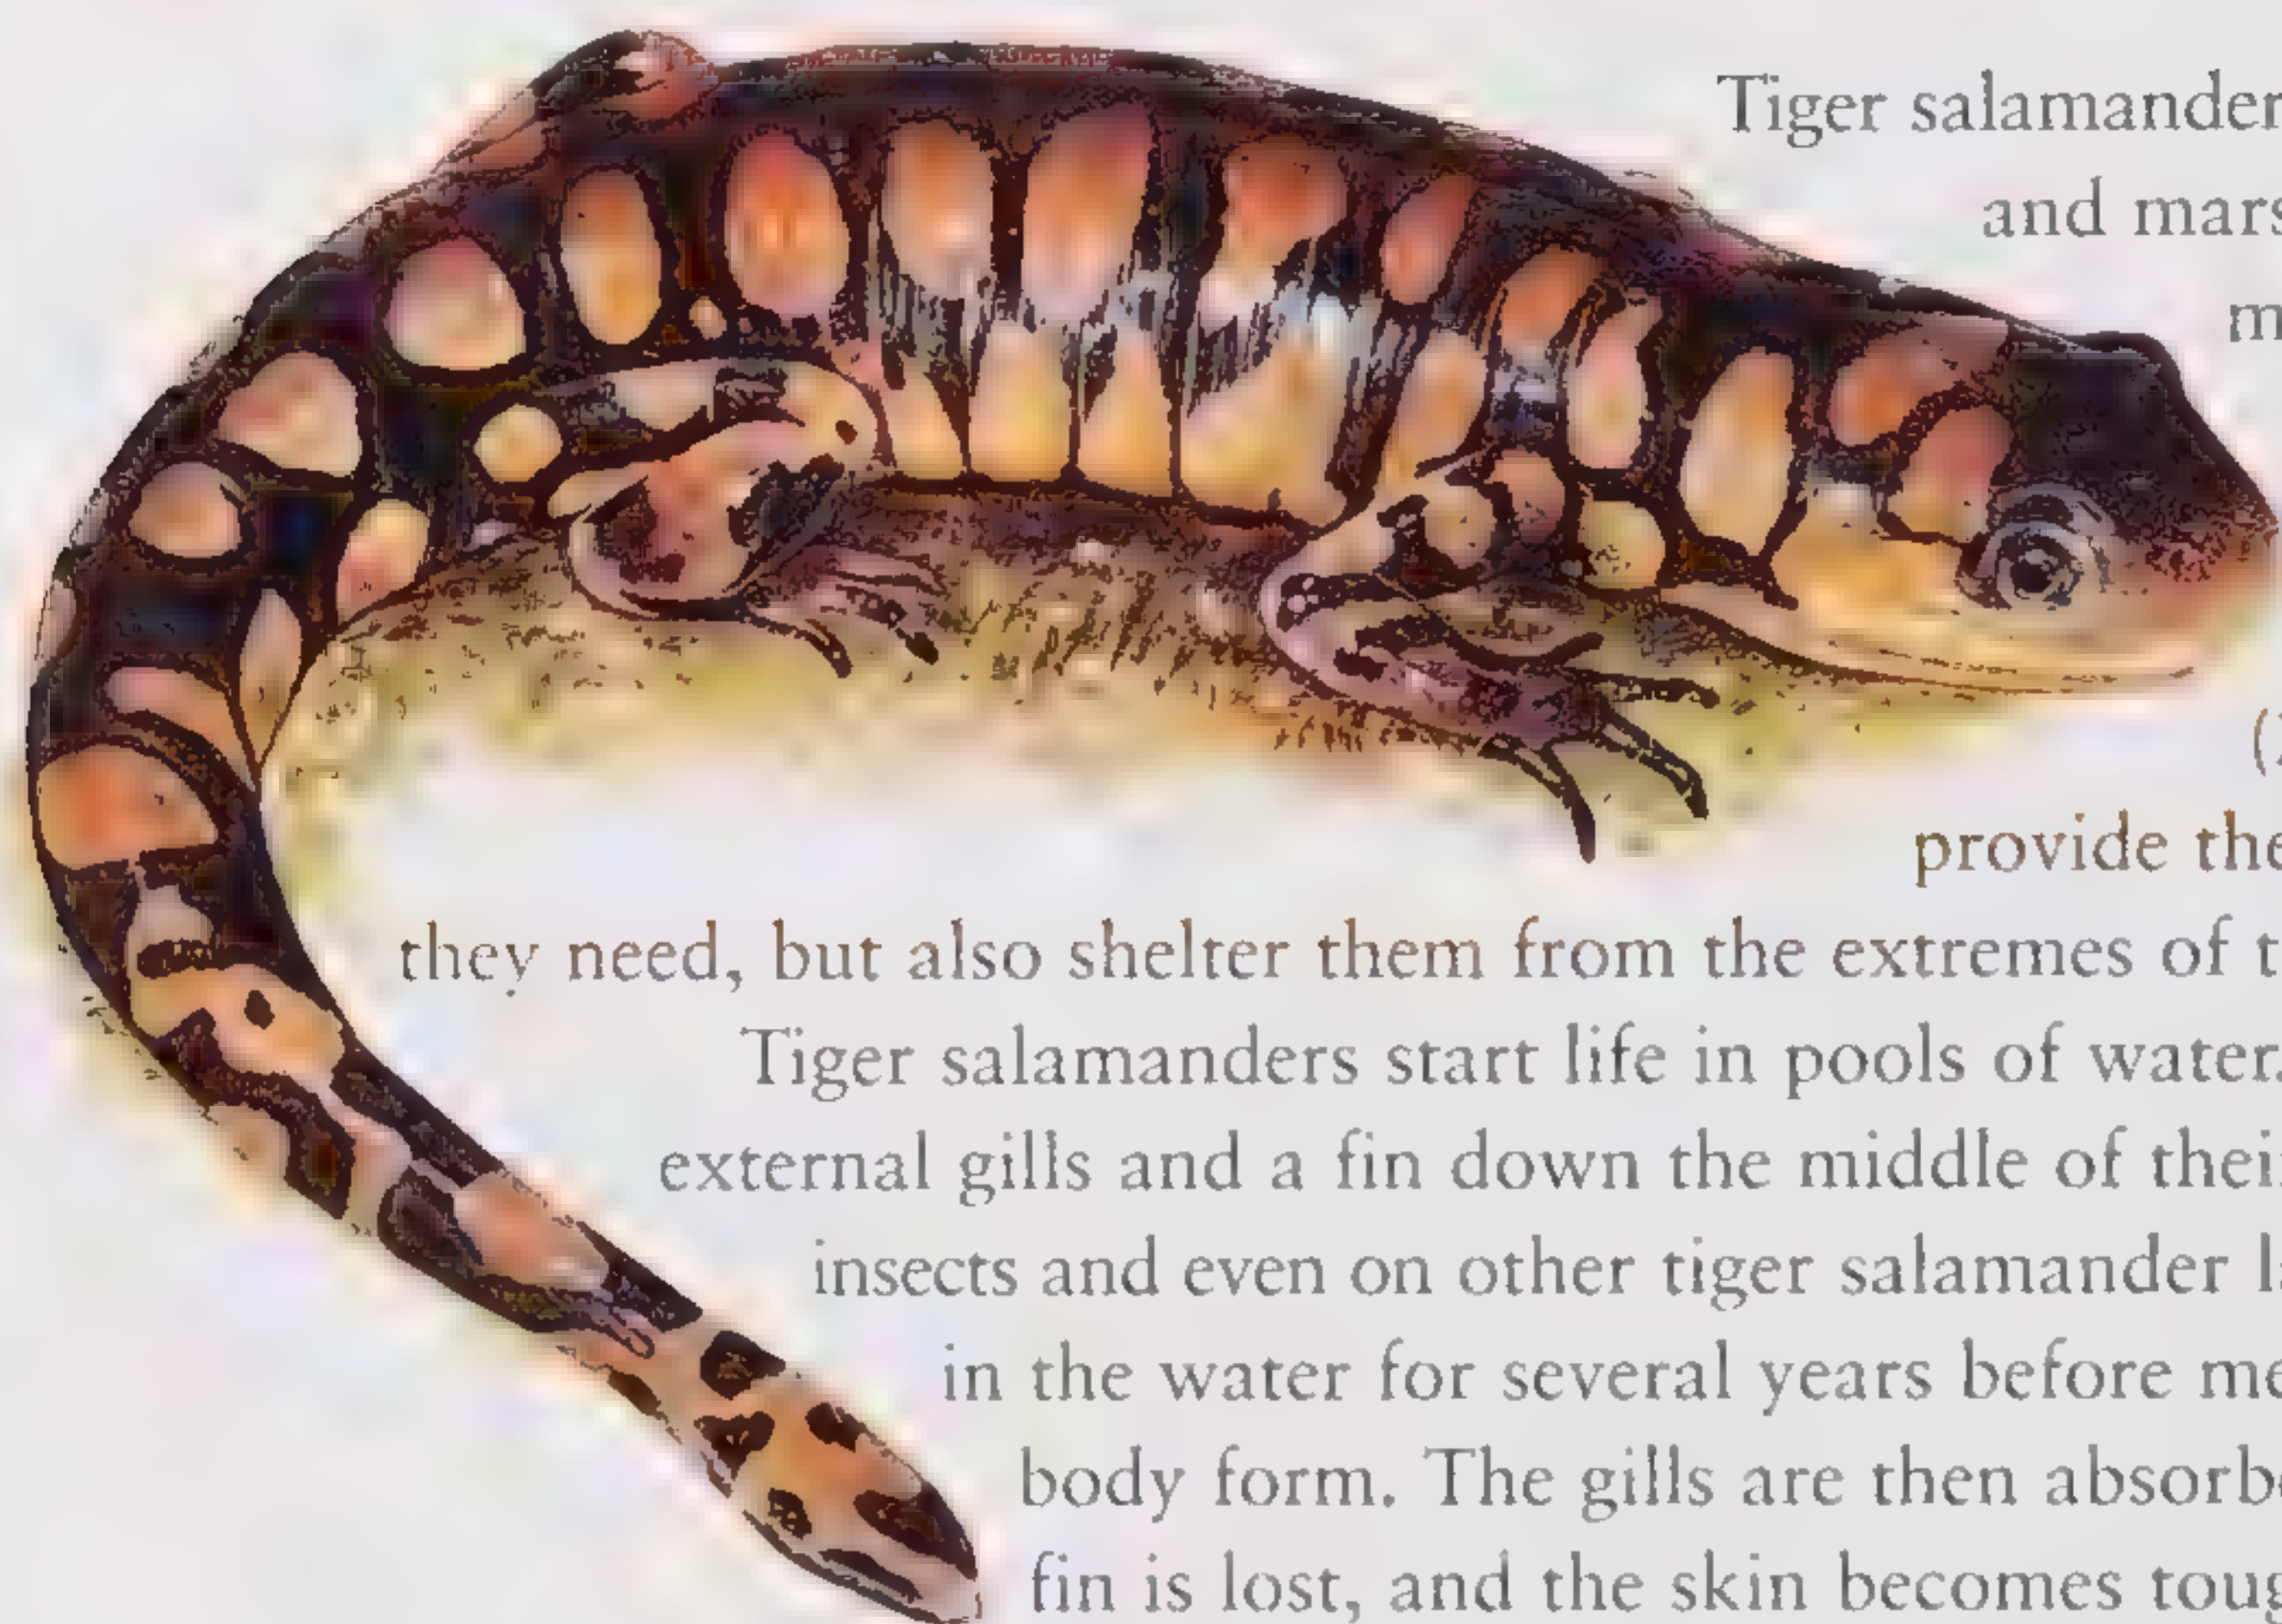 Tiger salamander
and mars
m
(
provide the
they need, but also shelter them from the extremes of t
Tiger salamanders start life in pools of water.
external gills and a fin down the middle of thei
insects and even on other tiger salamander l
in the water for several years before me
body form. The gills are then absorb
fin is lost, and the skin becomes toug